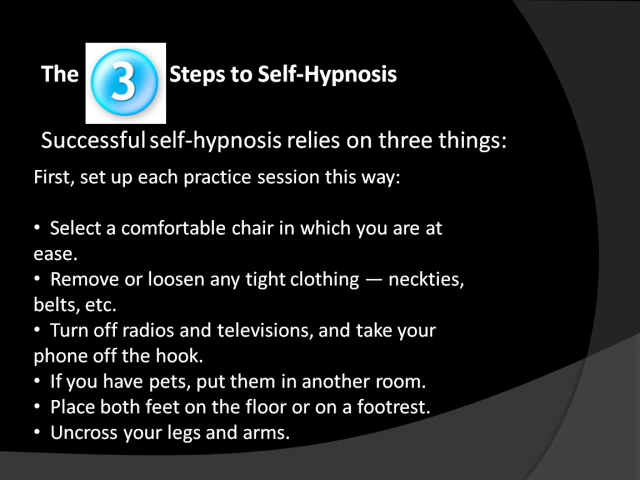 The 3 Steps to Self-Hypnosis
Successful self-hypnosis relies on three things:
First, set up each practice session this way:
• Select a comfortable chair in which you are at
ease.
• Remove or loosen any tight clothing — neckties,
belts, etc.
• Turn off radios and televisions, and take your
phone off the hook.
• If you have pets, put them in another room.
• Place both feet on the floor or on a footrest.
• Uncross your legs and arms.